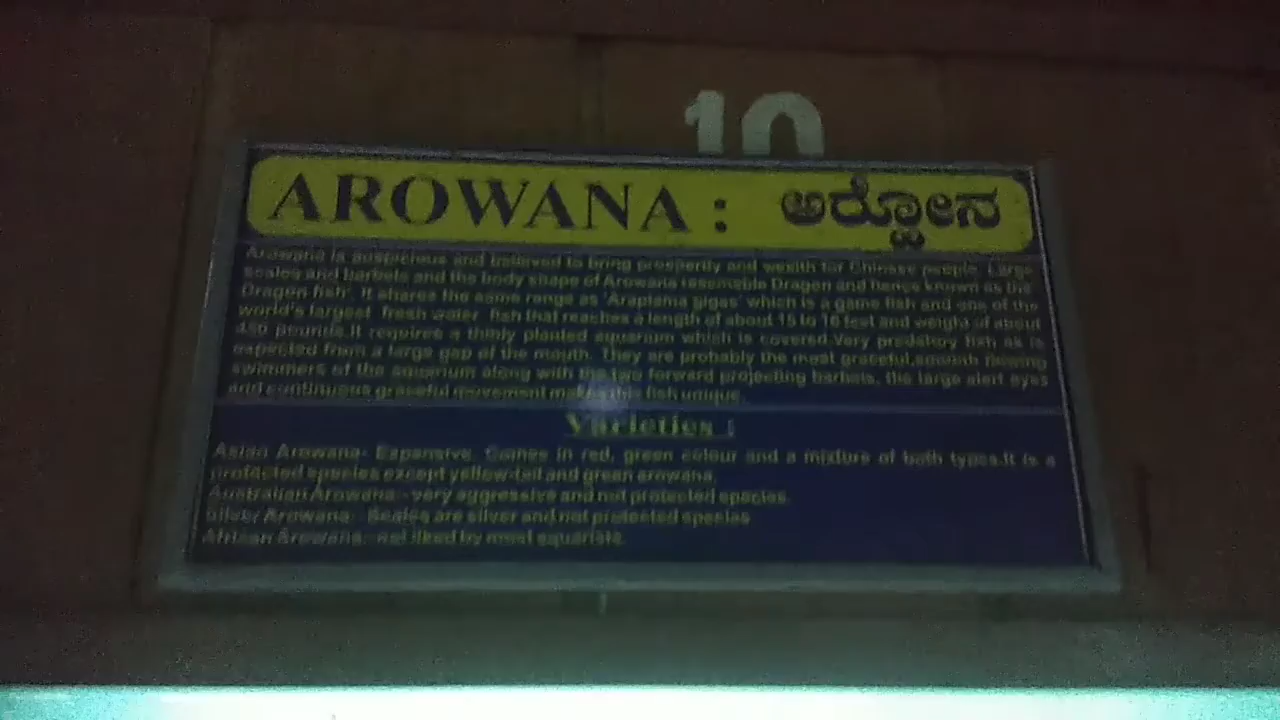 10
AROWANA : ಅರ್‍ವೋನ
Arowana is auspicious and believed to bring prosperity and wealth for Chinese people. Large
scales and barbels and the body shape of Arowana resemable Dragon and hence known as the
Dragon fish'. It shares the same range as 'Arapiama gigas' which is a game fish and one of the
world's largest fresh water fish that reaches a length of about 15 to 16 feet and weighs of about
450 pounds.It requires a thinly planted aquarium which is covered.Very predatory fish as is
expected from a large gap of the mouth. They are probably the most graceful,smooth flowing
swimmers of the aquarium along with the two forward projecting barbels, the large alert eyes
and continuous graceful movement makes this fish unique.
Varieties :
Asian Arowana- Expansive. Comes in red, green colour and a mixture of both types.It is a
protected species except yellow-tail and green arowana.
Australian Arowana:- very aggressive and not protected species.
Silver Arowana:- Scales are silver and not protected species
African Arowana:- not liked by most aquarists.